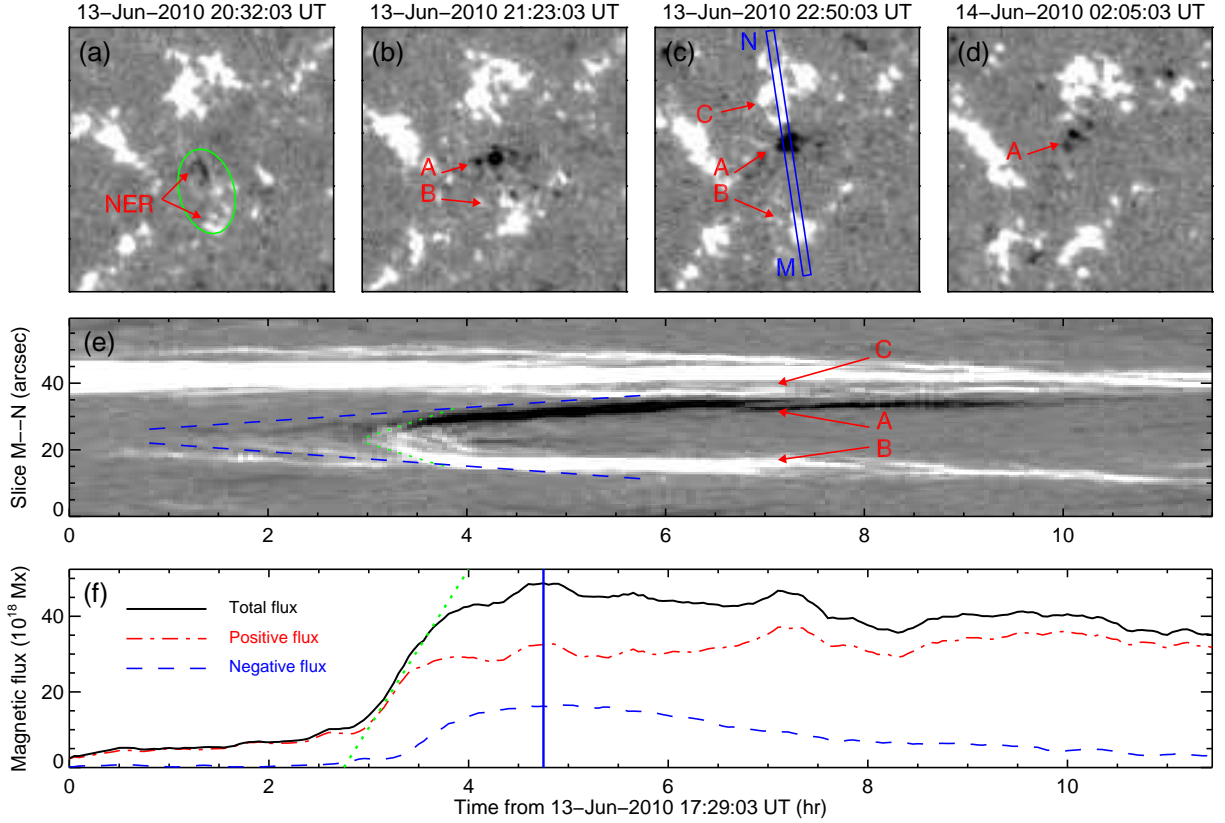 13−Jun−2010 20:32:03 UT
13−Jun−2010 21:23:03 UT
13−Jun−2010 22:50:03 UT
14−Jun−2010 02:05:03 UT
(a)
NER
(b)
A
B
(c)
N
C
A
B
M
(d)
A
(e)
Slice M−−N (arcsec)
40
20
0
C
A
B
0 2 4 6 8 10
(f)
Magnetic flux (10^18 Mx)
40
20
0
Total flux
Positive flux
Negative flux
0 2 4 6 8 10
Time from 13−Jun−2010 17:29:03 UT (hr)